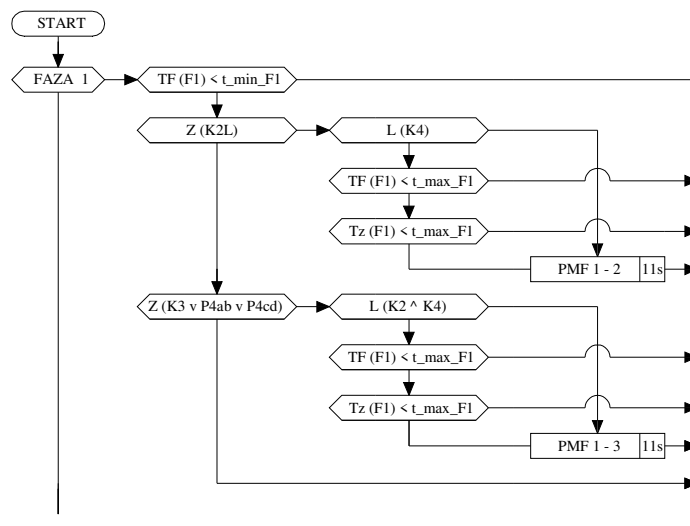 START
FAZA 1
TF (F1) < t_min_F1
Z (K2L)
L (K4)
TF (F1) < t_max_F1
Tz (F1) < t_max_F1
PMF 1 - 2
11s
Z (K3 v P4ab v P4cd)
L (K2 ^ K4)
TF (F1) < t_max_F1
Tz (F1) < t_max_F1
PMF 1 - 3
11s